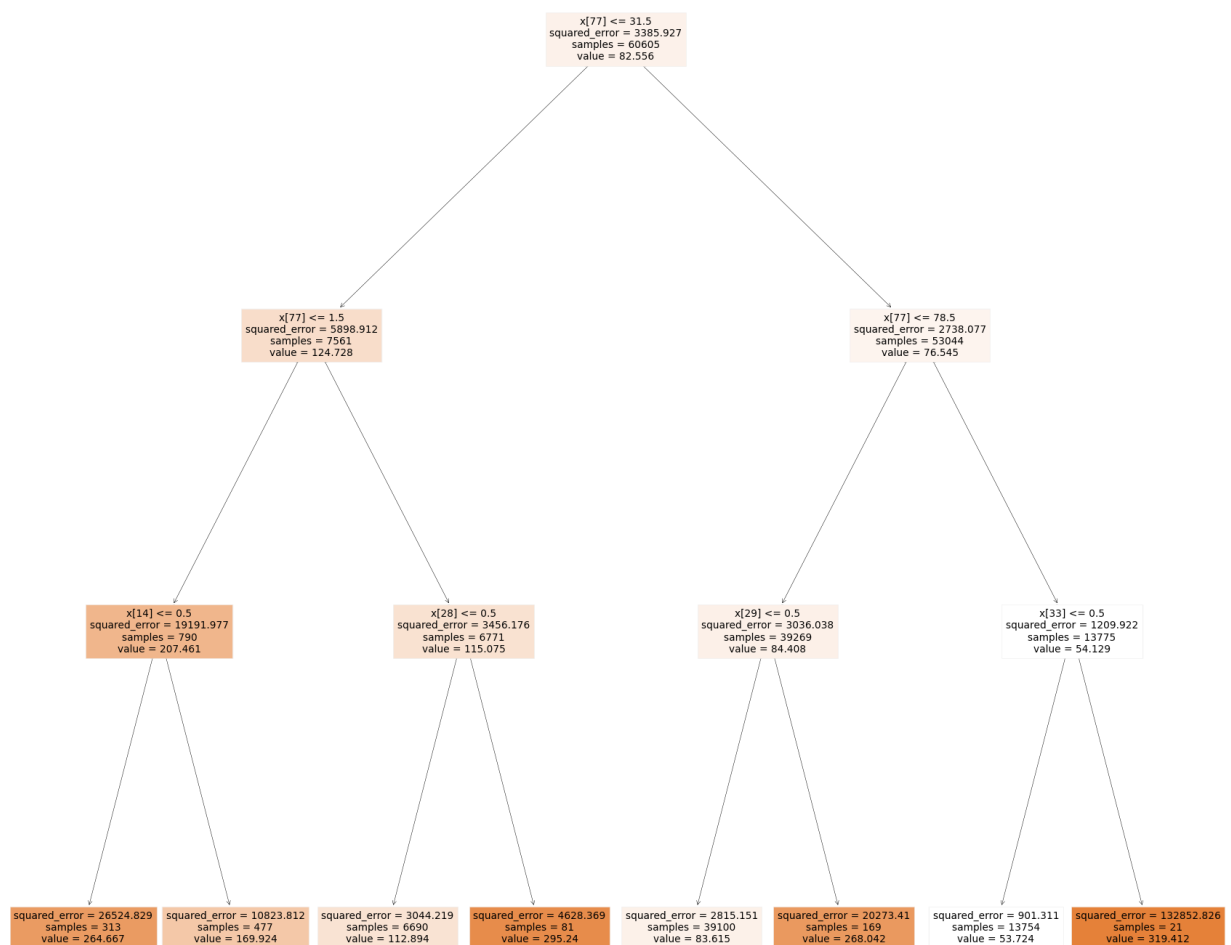 x[77] <= 31.5
squared_error = 3385.927
samples = 60605
value = 82.556
x[77] <= 1.5
squared_error = 5898.912
samples = 7561
value = 124.728
x[77] <= 78.5
squared_error = 2738.077
samples = 53044
value = 76.545
x[14] <= 0.5
squared_error = 19191.977
samples = 790
value = 207.461
x[28] <= 0.5
squared_error = 3456.176
samples = 6771
value = 115.075
x[29] <= 0.5
squared_error = 3036.038
samples = 39269
value = 84.408
x[33] <= 0.5
squared_error = 1209.922
samples = 13775
value = 54.129
squared_error = 26524.829
samples = 313
value = 264.667
squared_error = 10823.812
samples = 477
value = 169.924
squared_error = 3044.219
samples = 6690
value = 112.894
squared_error = 4628.369
samples = 81
value = 295.24
squared_error = 2815.151
samples = 39100
value = 83.615
squared_error = 20273.41
samples = 169
value = 268.042
squared_error = 901.311
samples = 13754
value = 53.724
squared_error = 132852.826
samples = 21
value = 319.412